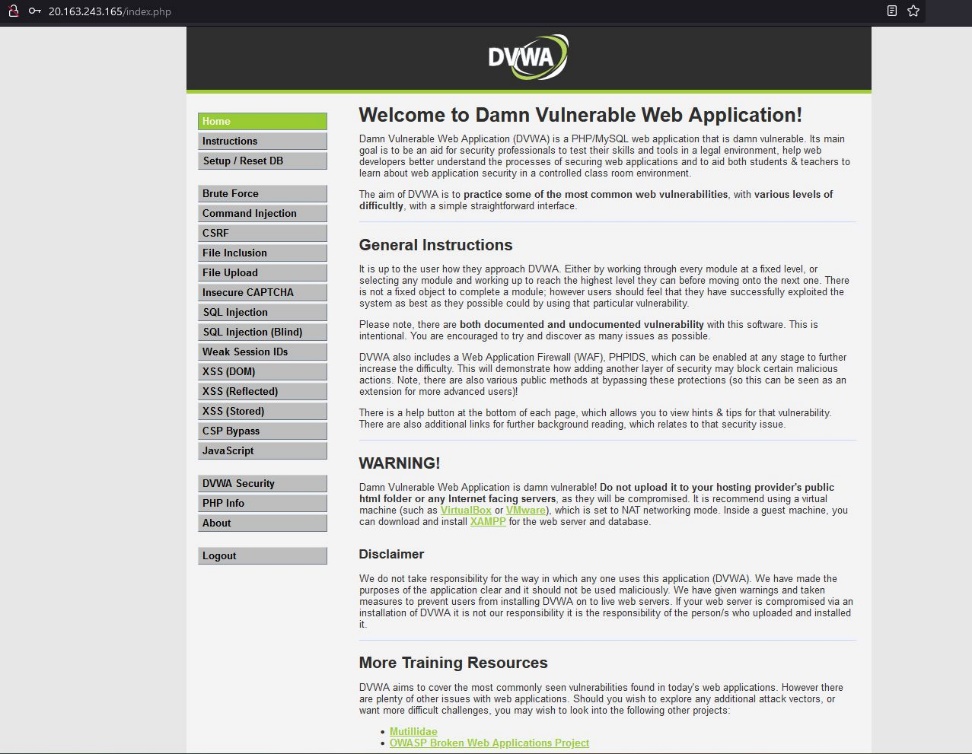 20.163.243.165/index.php
DVWA
Home
Instructions
Setup / Reset DB
Brute Force
Command Injection
CSRF
File Inclusion
File Upload
Insecure CAPTCHA
SQL Injection
SQL Injection (Blind)
Weak Session IDs
XSS (DOM)
XSS (Reflected)
XSS (Stored)
CSP Bypass
JavaScript
DVWA Security
PHP Info
About
Logout
Welcome to Damn Vulnerable Web Application!
Damn Vulnerable Web Application (DVWA) is a PHP/MySQL web application that is damn vulnerable. Its main
goal is to be an aid for security professionals to test their skills and tools in a legal environment, help web
developers better understand the processes of securing web applications and to aid both students & teachers to
learn about web application security in a controlled class room environment.
The aim of DVWA is to practice some of the most common web vulnerabilities, with various levels of
difficultly, with a simple straightforward interface.
General Instructions
It is up to the user how they approach DVWA. Either by working through every module at a fixed level, or
selecting any module and working up to reach the highest level they can before moving onto the next one. There
is not a fixed object to complete a module; however users should feel that they have successfully exploited the
system as best as they possible could by using that particular vulnerability.
Please note, there are both documented and undocumented vulnerability with this software. This is
intentional. You are encouraged to try and discover as many issues as possible.
DVWA also includes a Web Application Firewall (WAF), PHPIDS, which can be enabled at any stage to further
increase the difficulty. This will demonstrate how adding another layer of security may block certain malicious
actions. Note, there are also various public methods at bypassing these protections (so this can be seen as an
extension for more advanced users)!
There is a help button at the bottom of each page, which allows you to view hints & tips for that vulnerability.
There are also additional links for further background reading, which relates to that security issue.
WARNING!
Damn Vulnerable Web Application is damn vulnerable! Do not upload it to your hosting provider's public
html folder or any Internet facing servers, as they will be compromised. It is recommend using a virtual
machine (such as VirtualBox or VMware), which is set to NAT networking mode. Inside a guest machine, you
can download and install XAMPP for the web server and database.
Disclaimer
We do not take responsibility for the way in which any one uses this application (DVWA). We have made the
purposes of the application clear and it should not be used maliciously. We have given warnings and taken
measures to prevent users from installing DVWA on to live web servers. If your web server is compromised via an
installation of DVWA it is not our responsibility it is the responsibility of the person/s who uploaded and installed
it.
More Training Resources
DVWA aims to cover the most commonly seen vulnerabilities found in today's web applications. However there
are plenty of other issues with web applications. Should you wish to explore any additional attack vectors, or
want more difficult challenges, you may wish to look into the following other projects:
• Mutillidae
• OWASP Broken Web Applications Project